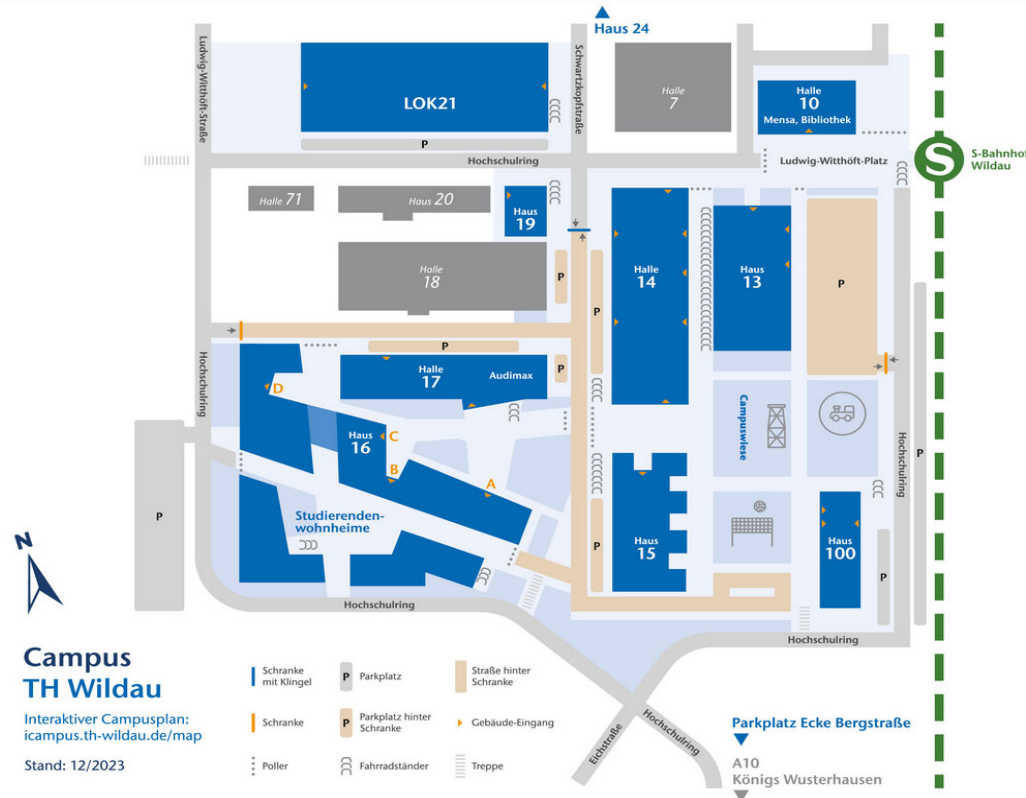 Haus 24
Ludwig-Witthöft-Straße
Schwartzkopfstraße
LOK21
Halle
7
Halle
10
Mensa, Bibliothek
P
Hochschulring
Ludwig-Witthöft-Platz
S
S-Bahnhof
Wildau
Halle 71
Haus 20
Haus
19
Halle
18
P
P
Halle
14
Haus
13
P
P
Hochschulring
P
Halle
17
Audimax
P
D
Haus
16
C
B
A
Campuswiese
Hochschulring
P
P
Studierenden-
wohnheime
P
Haus
15
Haus
100
P
N
Hochschulring
Hochschulring
Eichstraße
Hochschulring
Campus
TH Wildau
Interaktiver Campusplan:
icampus.th-wildau.de/map
Stand: 12/2023
Schranke
mit Klingel
P
Parkplatz
Straße hinter
Schranke
Schranke
P
Parkplatz hinter
Schranke
Gebäude-Eingang
Poller
Fahrradständer
Treppe
Parkplatz Ecke Bergstraße
A10
Königs Wusterhausen